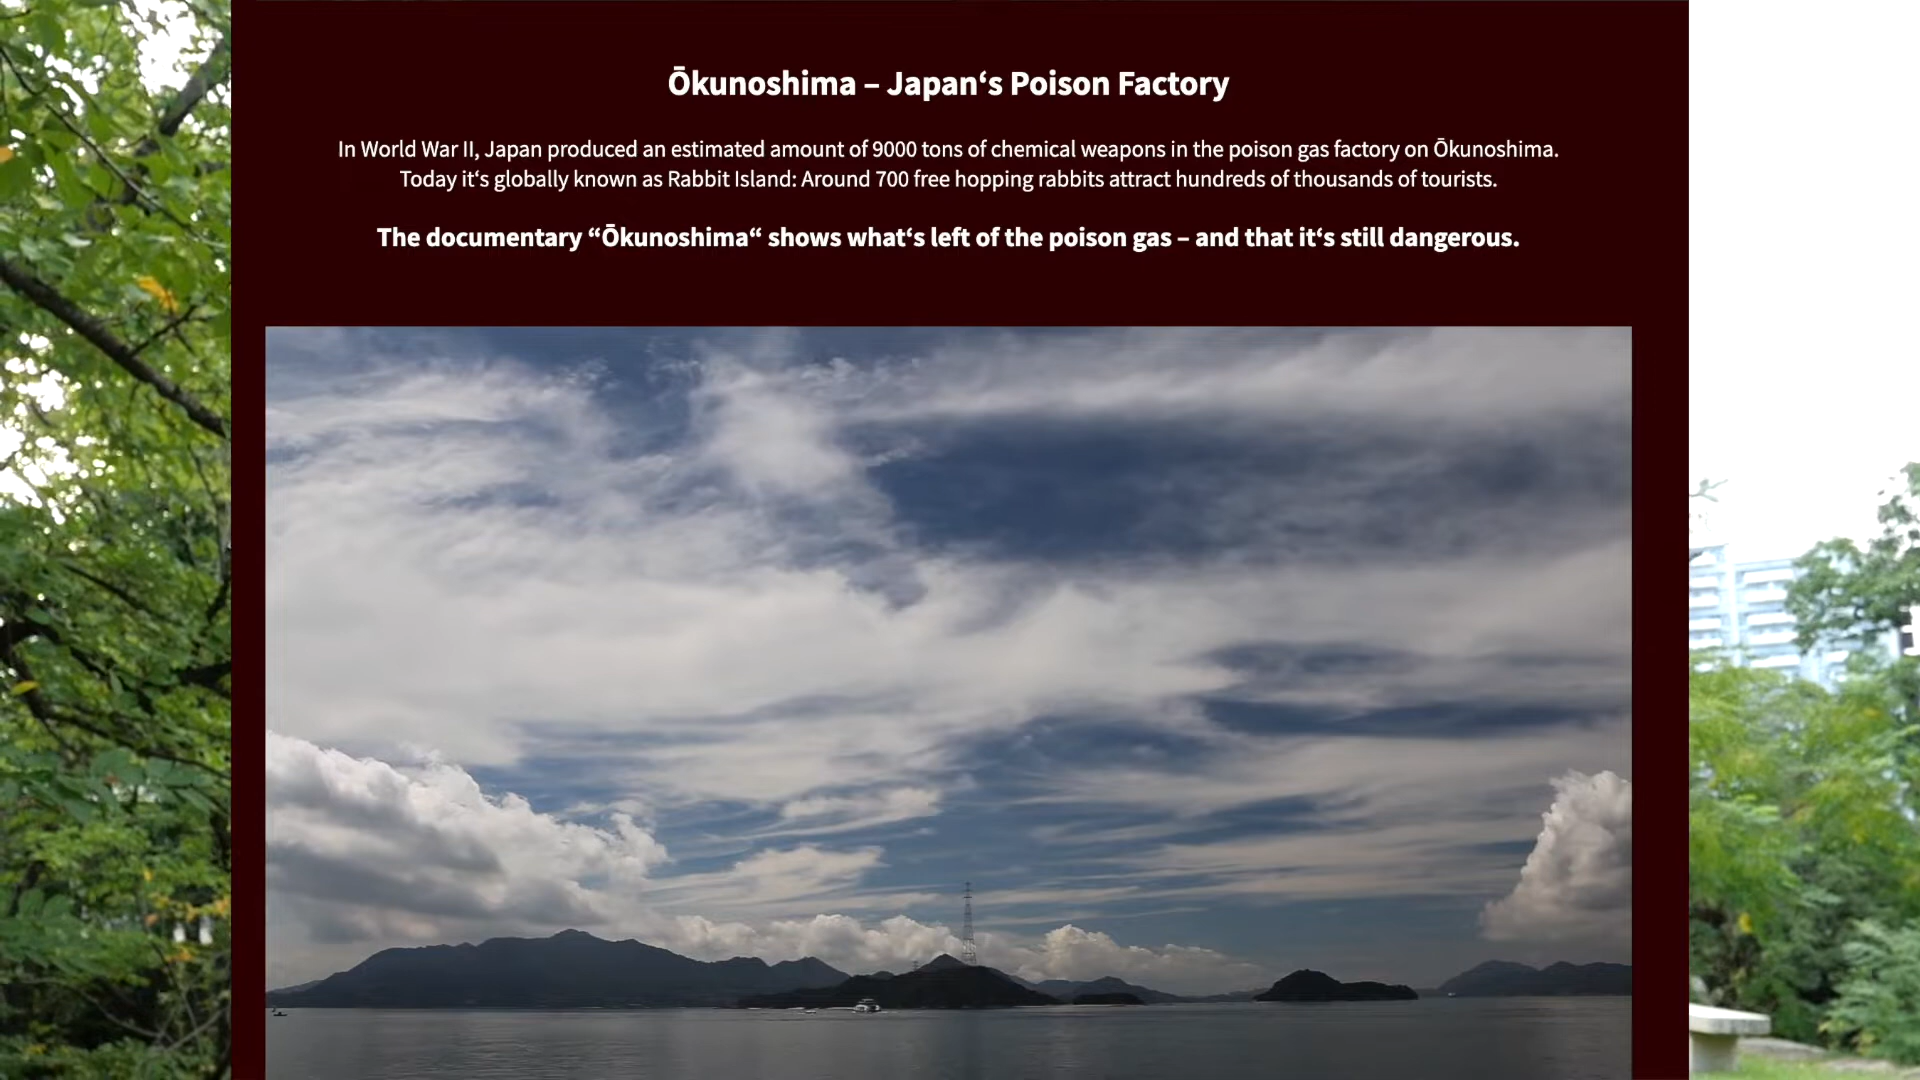 Ōkunoshima – Japan‘s Poison Factory
In World War II, Japan produced an estimated amount of 9000 tons of chemical weapons in the poison gas factory on Ōkunoshima.
Today it‘s globally known as Rabbit Island: Around 700 free hopping rabbits attract hundreds of thousands of tourists.
The documentary “Ōkunoshima“ shows what‘s left of the poison gas – and that it‘s still dangerous.